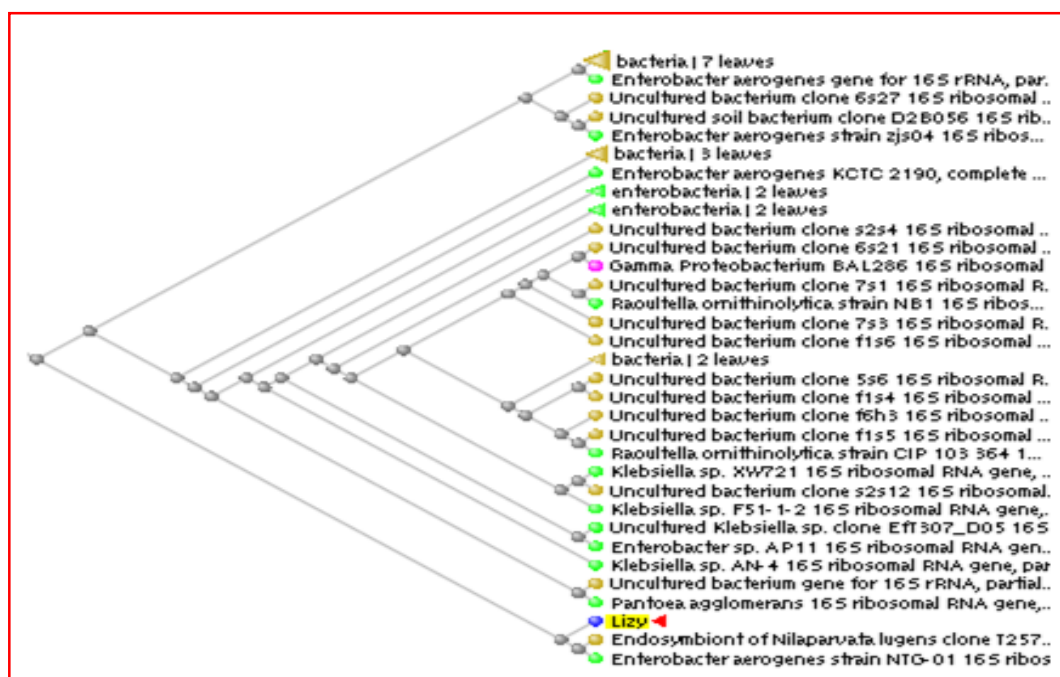 bacteria | 7 leaves
Enterobacter aerogenes gene for 16S rRNA, par.
Uncultured bacterium clone 6s27 16S ribosomal ...
Uncultured soil bacterium clone D2B056 16S rib...
Enterobacter aerogenes strain zjs04 16S ribos...
bacteria | 3 leaves
Enterobacter aerogenes KCTC 2190, complete ...
enterobacteria | 2 leaves
enterobacteria | 2 leaves
Uncultured bacterium clone s2s4 16S ribosomal ..
Uncultured bacterium clone 6s21 16S ribosomal ...
Gamma Proteobacterium BAL286 16S ribosomal
Uncultured bacterium clone 7s1 16S ribosomal R.
Raoultella ornithinolytica strain NB1 16S ribos...
Uncultured bacterium clone 7s3 16S ribosomal R.
Uncultured bacterium clone f1s6 16S ribosomal ...
bacteria | 2 leaves
Uncultured bacterium clone 5s6 16S ribosomal R.
Uncultured bacterium clone f1s4 16S ribosomal ...
Uncultured bacterium clone f6h3 16S ribosomal ...
Uncultured bacterium clone f1s5 16S ribosomal ...
Raoultella ornithinolytica strain CIP 103 364 1...
Klebsiella sp. XW721 16S ribosomal RNA gene, ...
Uncultured bacterium clone s2s12 16S ribosomal.
Klebsiella sp. F51-1-2 16S ribosomal RNA gene,.
Uncultured Klebsiella sp. clone Eff307_D05 16S
Enterobacter sp. AP11 16S ribosomal RNA gen..
Klebsiella sp. AN-4 16S ribosomal RNA gene, par
Uncultured bacterium gene for 16S rRNA, partial..
Pantoea agglomerans 16S ribosomal RNA gene,..
Lizy
Endosymbiont of Nilaparvata lugens clone T257..
Enterobacter aerogenes strain NTG-01 16S ribos